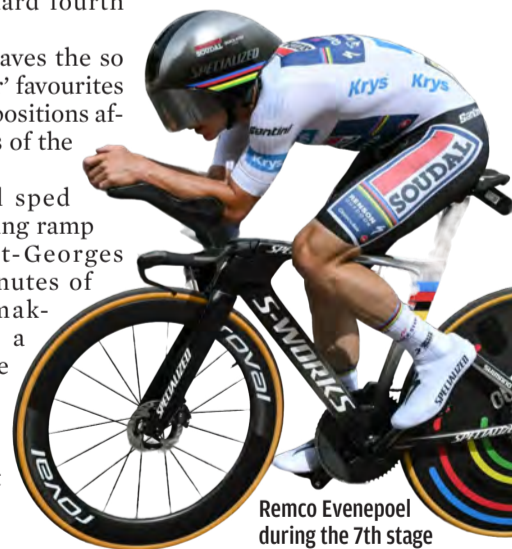 ard fourth
aves the so
r’ favourites
positions af-
s of the
sped
ing ramp
t-Georges
nutes of
mak-
a
e
SPECIALIZED
Krys
Krys
Santini
Krys
SOUDAL
S-WORKS
SPECIALIZED
roval
roval
SPECIALIZED
Remco Evenepoel
during the 7th stage